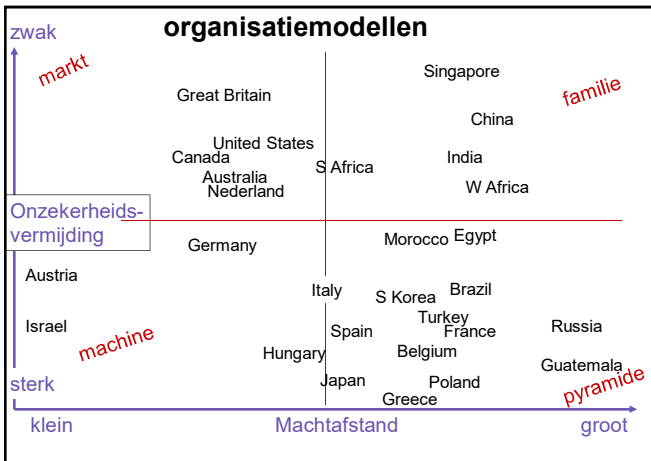 organisatiemodellen
zwak
markt
Singapore
familie
Great Britain
China
United States
Canada
S Africa
India
Australia
W Africa
Nederland
Onzekerheids-
vermijding
Germany
Morocco
Egypt
Austria
Italy
S Korea
Brazil
Turkey
Israel
machine
Spain
France
Russia
Hungary
Belgium
Guatemala
sterk
Japan
Poland
pyramide
Greece
klein
Machtafstand
groot